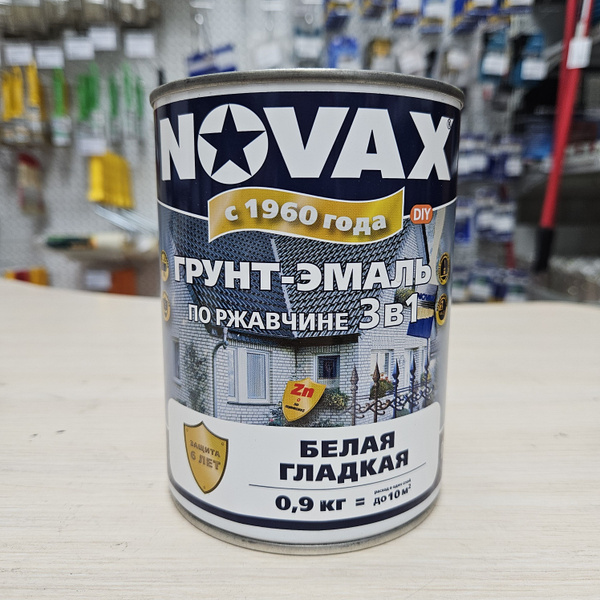 NOVAX
с 1960 года
DIY
ГРУНТ-ЭМАЛЬ
ПО РЖАВЧИНЕ 3в1
Zn
ЗАЩИТА
6 ЛЕТ
БЕЛАЯ
ГЛАДКАЯ
0,9 кг = до 10 м²